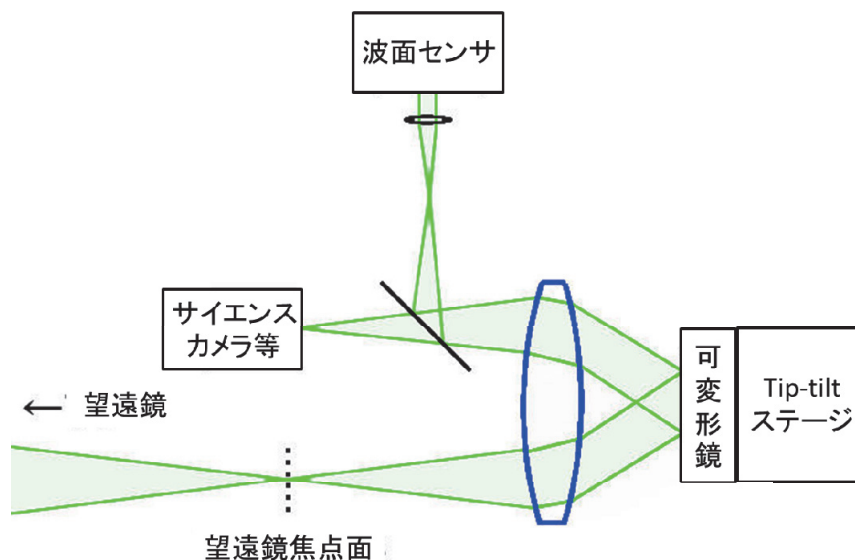 波面センサ
サイエンス
カメラ等
可変形鏡
Tip-tilt
ステージ
← 望遠鏡
望遠鏡焦点面